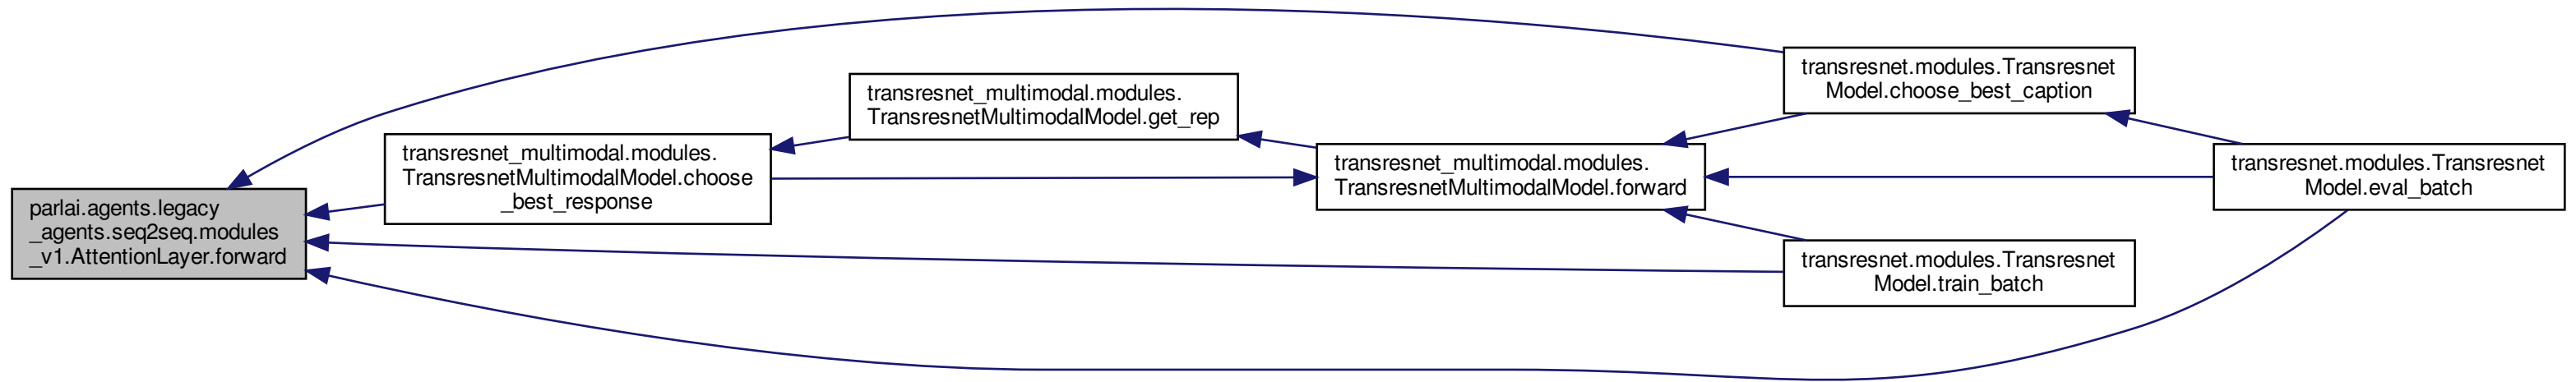 parlai.agents.legacy
_agents.seq2seq.modules
_v1.AttentionLayer.forward
transresnet_multimodal.modules.
TransresnetMultimodalModel.choose
_best_response
transresnet_multimodal.modules.
TransresnetMultimodalModel.get_rep
transresnet_multimodal.modules.
TransresnetMultimodalModel.forward
transresnet.modules.Transresnet
Model.choose_best_caption
transresnet.modules.Transresnet
Model.train_batch
transresnet.modules.Transresnet
Model.eval_batch